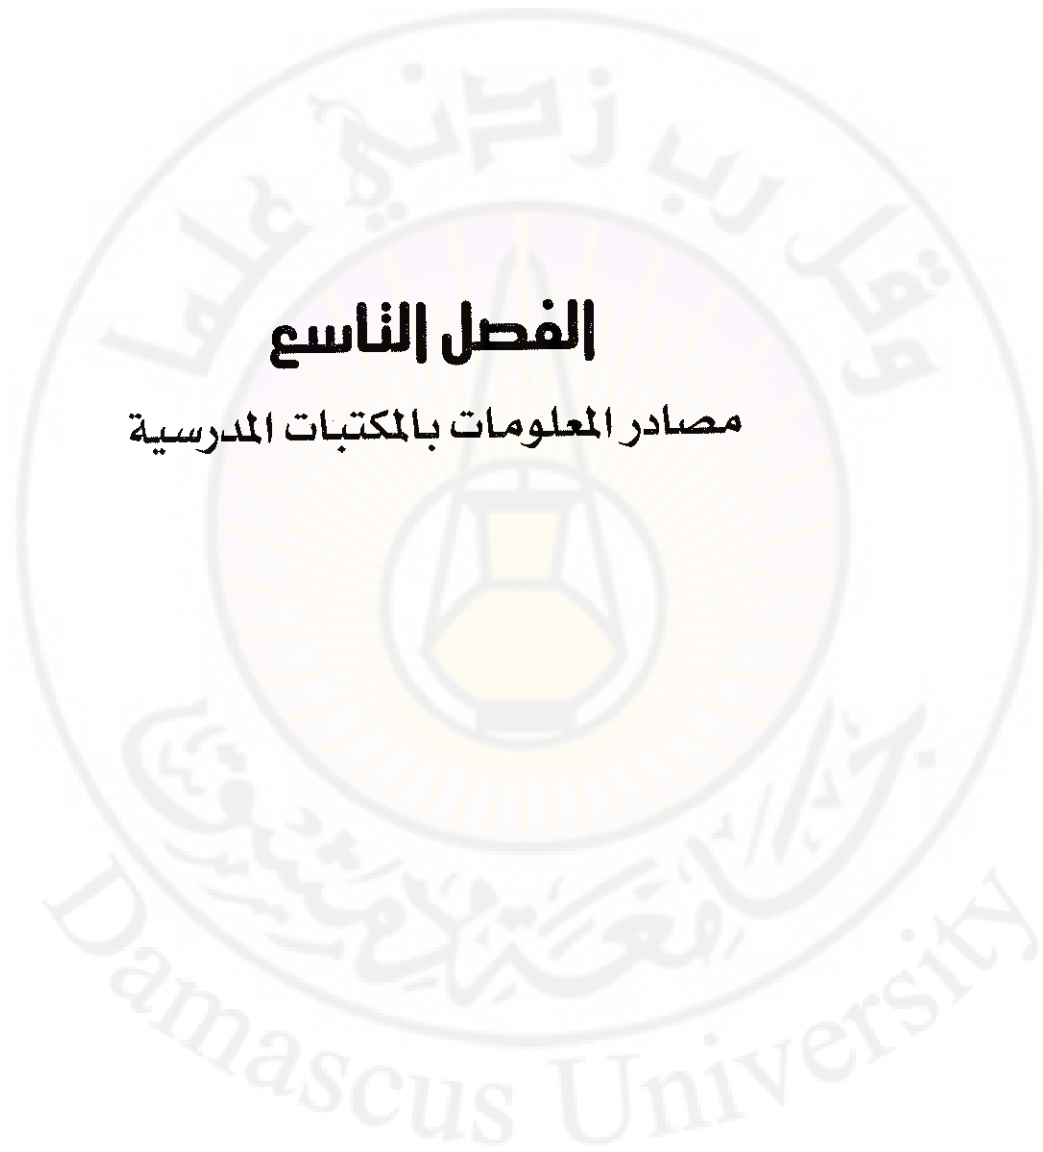 وقل رب زدني علما
الفصل التاسع
مصادر المعلومات بالمكتبات المدرسية
جامعة دمشق
Damascus University